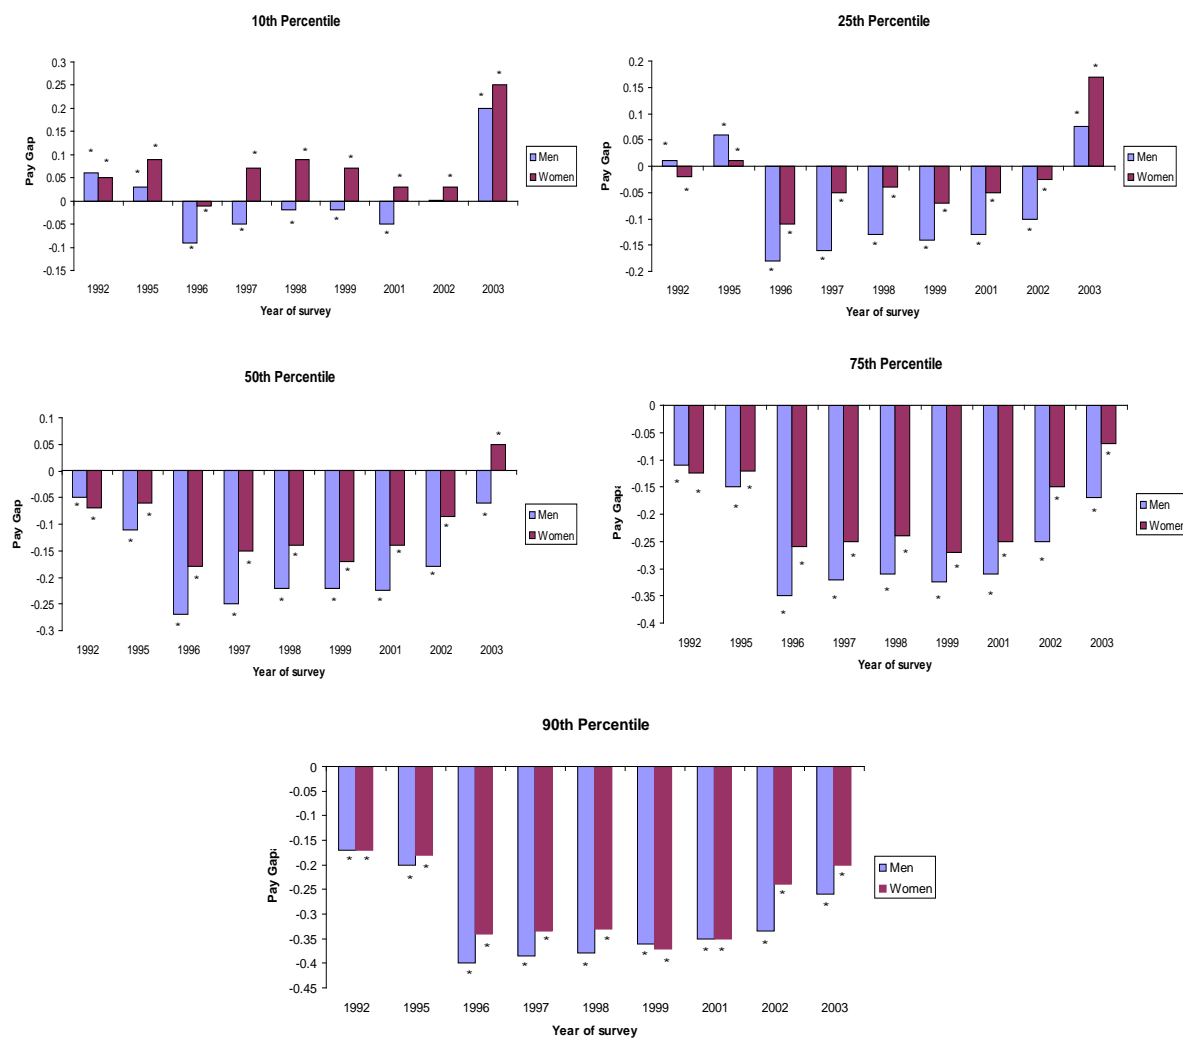 10th Percentile
0.3
0.25
0.2
0.15
0.1
0.05
0
-0.05
-0.1
-0.15
Pay Gap
* * * * * * * * * * * * * * * * *
1992 1995 1996 1997 1998 1999 2001 2002 2003
Year of survey
Men
Women
25th Percentile
0.2
0.15
0.1
0.05
0
-0.05
-0.1
-0.15
-0.2
Pay Gap
* * * * * * * * * * * * * * * * * *
1992 1995 1996 1997 1998 1999 2001 2002 2003
Year of survey
Men
Women
50th Percentile
0.1
0.05
0
-0.05
-0.1
-0.15
-0.2
-0.25
-0.3
Pay Gap
* * * * * * * * * * * * * * * * * *
1992 1995 1996 1997 1998 1999 2001 2002 2003
Year of survey
Men
Women
75th Percentile
0
-0.05
-0.1
-0.15
-0.2
-0.25
-0.3
-0.35
-0.4
Pay Gap
* * * * * * * * * * * * * * * * * *
1992 1995 1996 1997 1998 1999 2001 2002 2003
Year of survey
Men
Women
90th Percentile
0
-0.05
-0.1
-0.15
-0.2
-0.25
-0.3
-0.35
-0.4
-0.45
Pay Gap
* * * * * * * * * * * * * * * * * *
1992 1995 1996 1997 1998 1999 2001 2002 2003
Year of survey
Men
Women